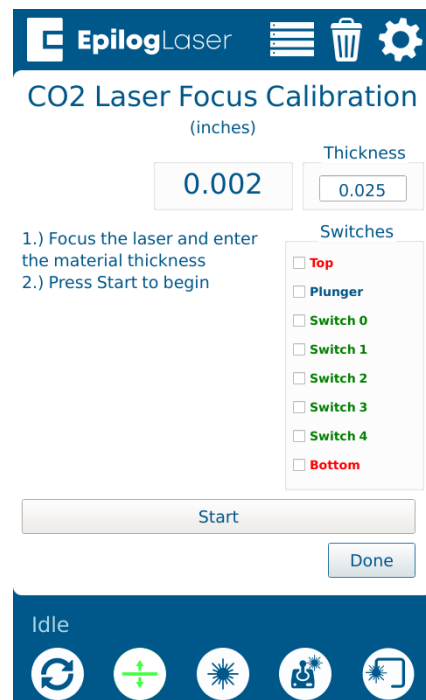 EpilogLaser
CO2 Laser Focus Calibration
(inches)
Thickness
0.002
0.025
1.) Focus the laser and enter
the material thickness
2.) Press Start to begin
Switches
Top
Plunger
Switch 0
Switch 1
Switch 2
Switch 3
Switch 4
Bottom
Start
Done
Idle